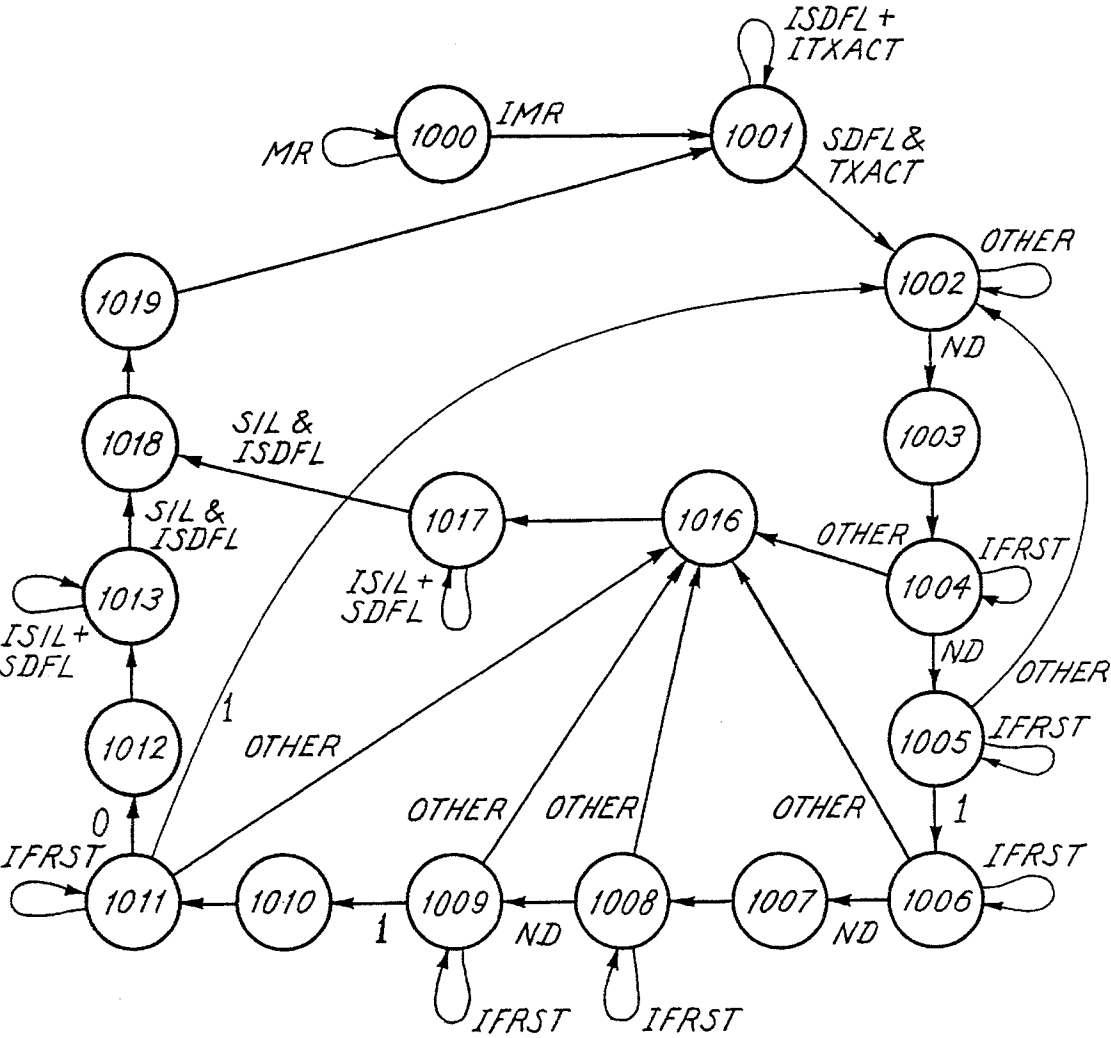 ISDFL +
ITXACT
1000
IMR
MR
1001
SDFL &
TXACT
OTHER
1002
1019
ND
1003
SIL &
ISDFL
1018
1017
1016
OTHER
IFRST
1004
SIL &
ISDFL
ISIL +
SDFL
1013
ISIL +
SDFL
ND
OTHER
1
1012
OTHER
1005
IFRST
OTHER
OTHER
OTHER
1
0
IFRST
IFRST
1011
1010
1009
1008
1007
1006
1
ND
ND
IFRST
IFRST